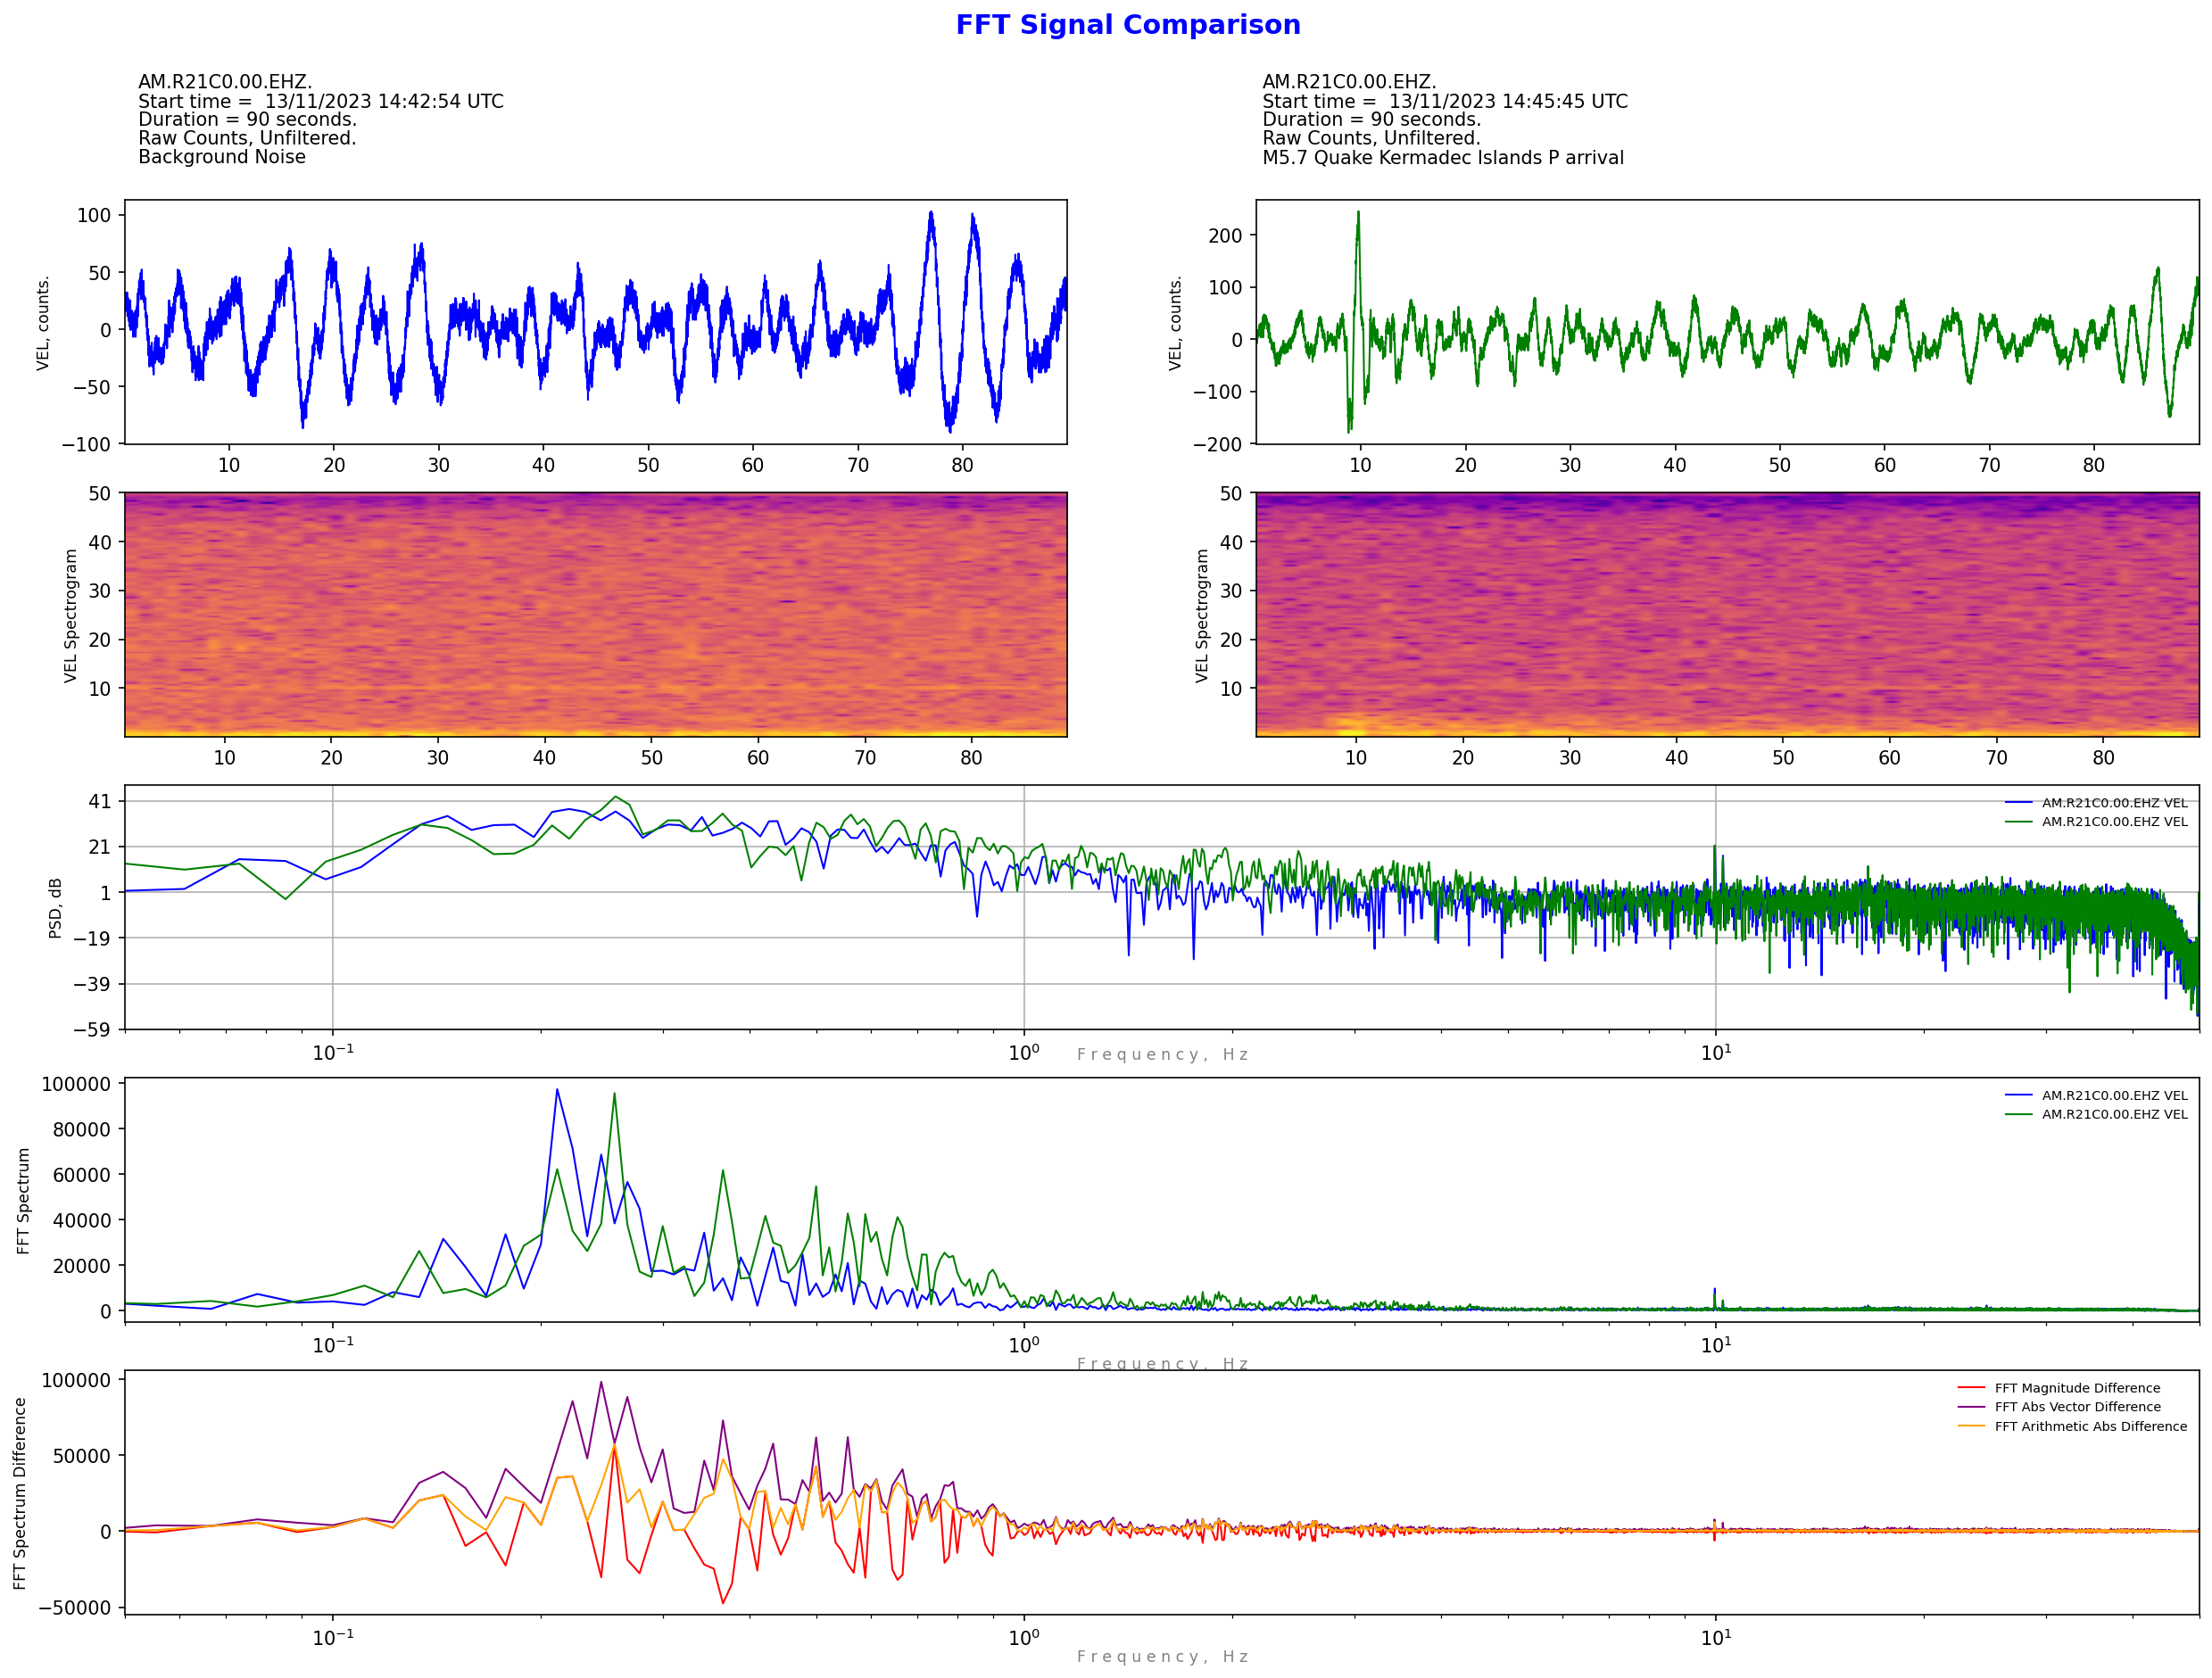 FFT Signal Comparison
AM.R21C0.00.EHZ.
Start time =  13/11/2023 14:42:54 UTC
Duration = 90 seconds.
Raw Counts, Unfiltered.
Background Noise
AM.R21C0.00.EHZ.
Start time =  13/11/2023 14:45:45 UTC
Duration = 90 seconds.
Raw Counts, Unfiltered.
M5.7 Quake Kermadec Islands P arrival
VEL, counts.
100
50
0
−50
−100
10 20 30 40 50 60 70 80
VEL, counts.
200
100
0
−100
−200
10 20 30 40 50 60 70 80
VEL Spectrogram
50
40
30
20
10
10 20 30 40 50 60 70 80
VEL Spectrogram
50
40
30
20
10
10 20 30 40 50 60 70 80
PSD, dB
41
21
1
−19
−39
−59
AM.R21C0.00.EHZ VEL
AM.R21C0.00.EHZ VEL
10⁻¹ 10⁰ 10¹
Frequency, Hz
FFT Spectrum
100000
80000
60000
40000
20000
0
AM.R21C0.00.EHZ VEL
AM.R21C0.00.EHZ VEL
10⁻¹ 10⁰ 10¹
Frequency, Hz
FFT Spectrum Difference
100000
50000
0
−50000
FFT Magnitude Difference
FFT Abs Vector Difference
FFT Arithmetic Abs Difference
10⁻¹ 10⁰ 10¹
Frequency, Hz